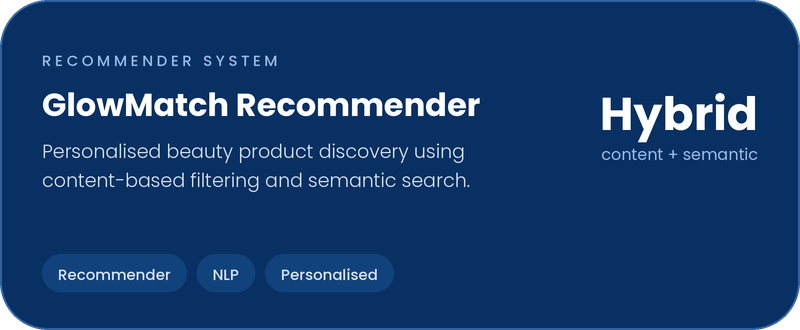 RECOMMENDER SYSTEM
GlowMatch Recommender
Personalised beauty product discovery using
content-based filtering and semantic search.
Hybrid
content + semantic
Recommender
NLP
Personalised